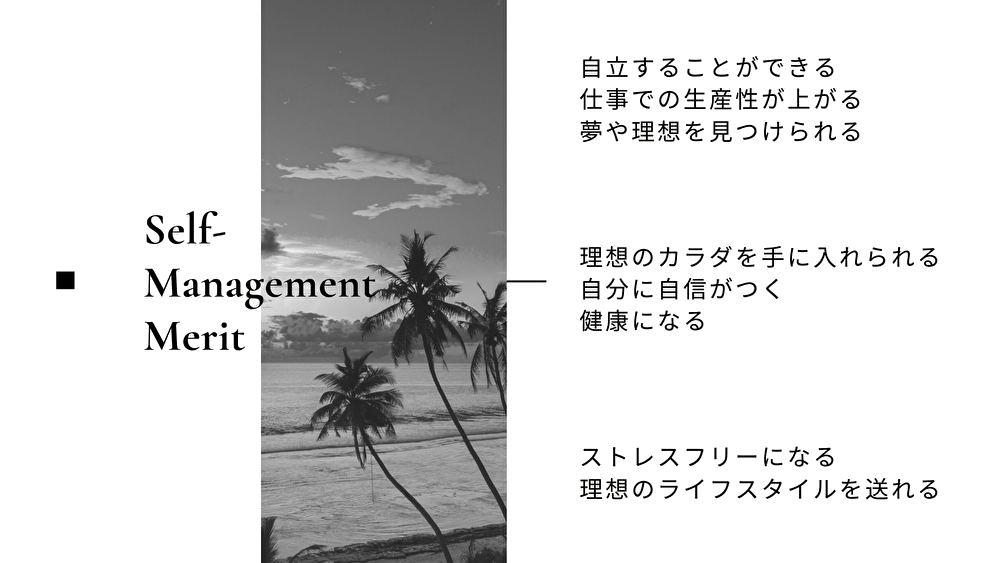 Self-
Management
Merit
自立することができる
仕事での生産性が上がる
夢や理想を見つけられる
理想のカラダを手に入れられる
自分に自信がつく
健康になる
ストレスフリーになる
理想のライフスタイルを送れる